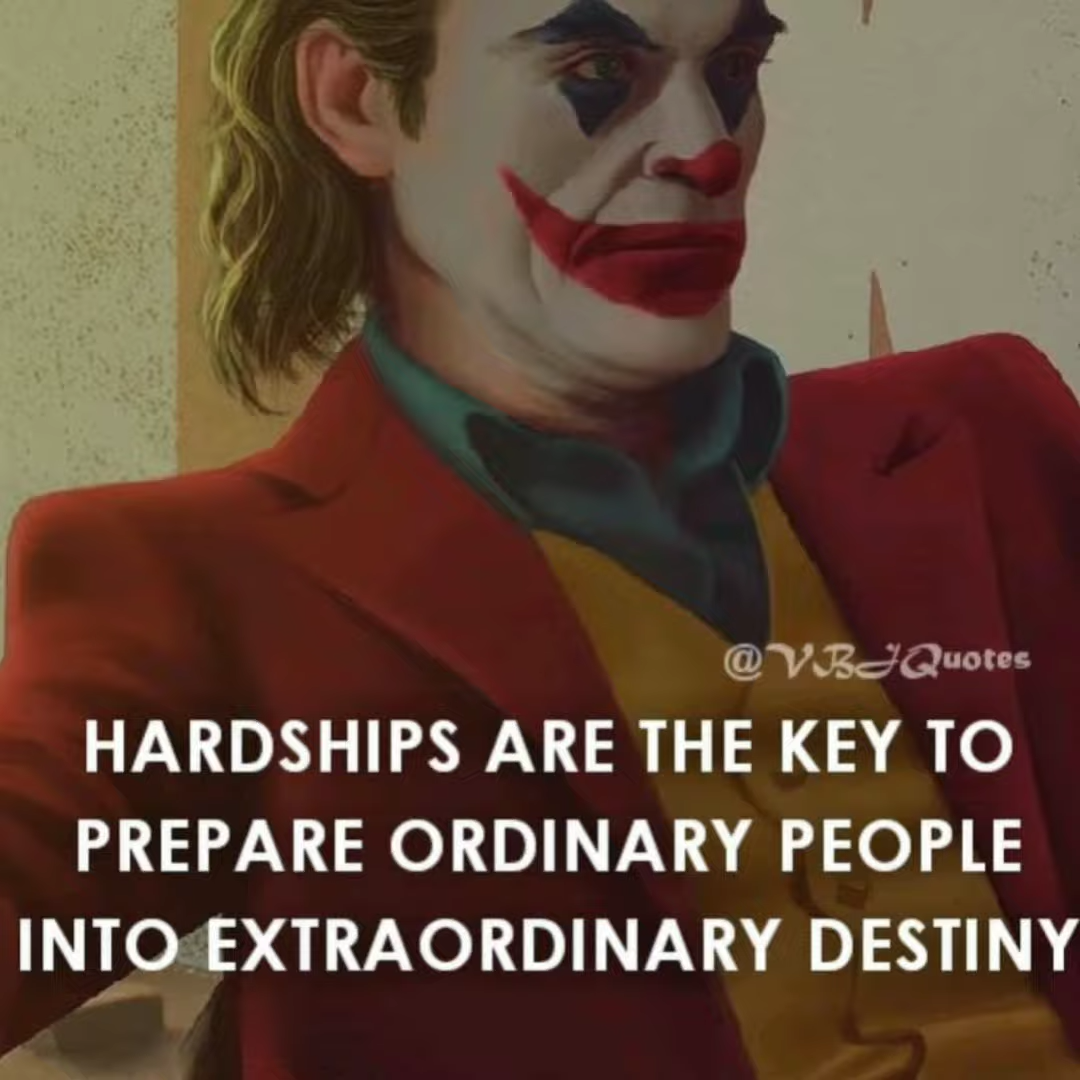 @VBJQuotes
HARDSHIPS ARE THE KEY TO
PREPARE ORDINARY PEOPLE
INTO EXTRAORDINARY DESTINY